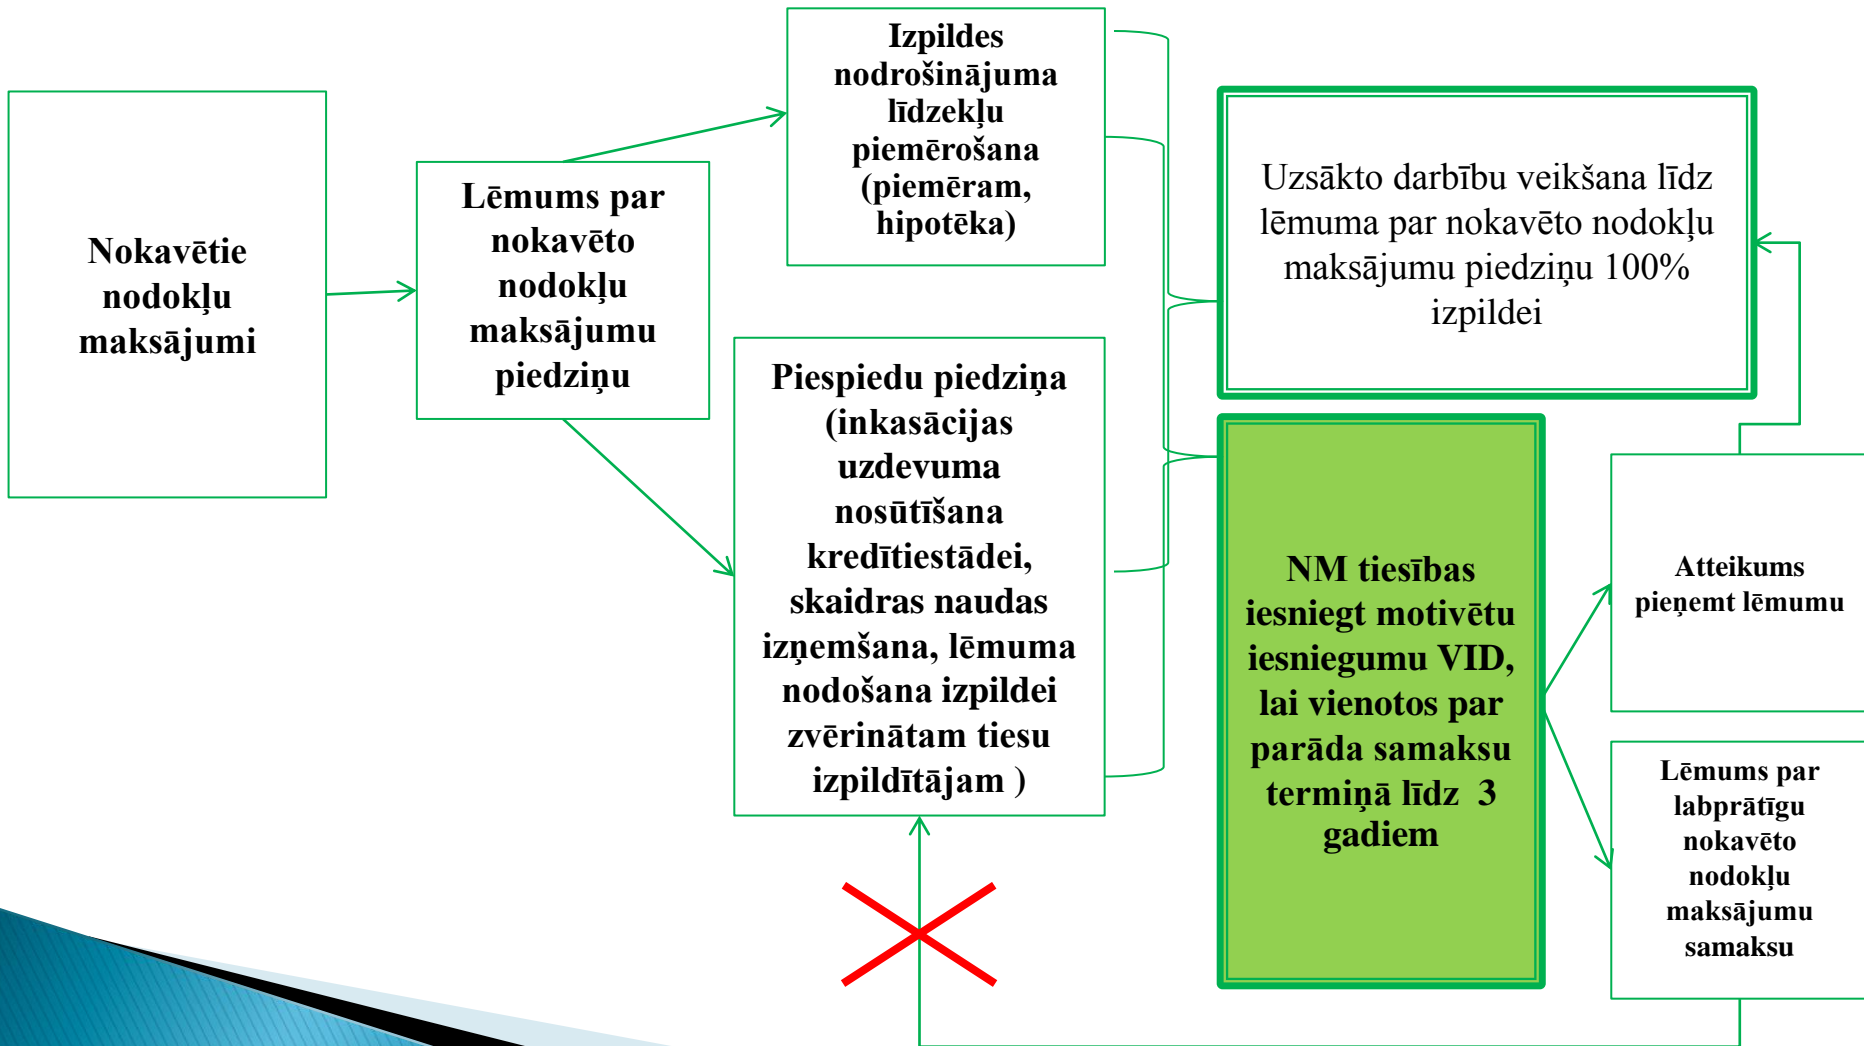 Nokavētie
nodokļu
maksājumi
Lēmums par
nokavēto
nodokļu
maksājumu
piedziņu
Izpildes
nodrošinājuma
līdzekļu
piemērošana
(piemēram,
hipotēka)
Piespiedu piedziņa
(inkasācijas
uzdevuma
nosūtīšana
kredītiestādei,
skaidras naudas
izņemšana, lēmuma
nodošana izpildei
zvērinātam tiesu
izpildītājam )
Uzsākto darbību veikšana līdz
lēmuma par nokavēto nodokļu
maksājumu piedziņu 100%
izpildei
NM tiesības
iesniegt motivētu
iesniegumu VID,
lai vienotos par
parāda samaksu
termiņā līdz  3
gadiem
Atteikums
pieņemt lēmumu
Lēmums par
labprātīgu
nokavēto
nodokļu
maksājumu
samaksu